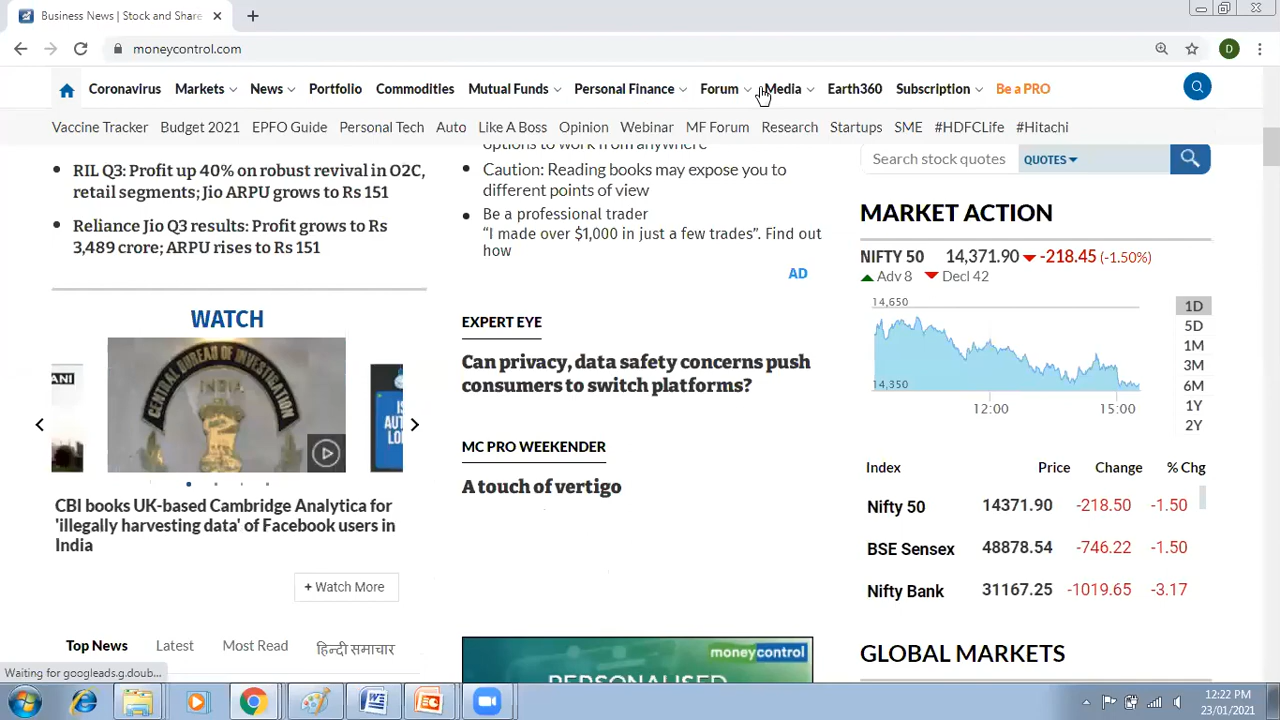 Business News | Stock and Share
moneycontrol.com
D
Coronavirus Markets News Portfolio Commodities Mutual Funds Personal Finance Forum Media Earth360 Subscription Be a PRO
Vaccine Tracker Budget 2021 EPFO Guide Personal Tech Auto Like A Boss Opinion Webinar MF Forum Research Startups SME #HDFCLife #Hitachi
RIL Q3: Profit up 40% on robust revival in O2C,
retail segments; Jio ARPU grows to Rs 151
Reliance Jio Q3 results: Profit grows to Rs
3,489 crore; ARPU rises to Rs 151
WATCH
ANI
CENTRAL BUREAU OF INVESTIGATION
INDIA
CBI books UK-based Cambridge Analytica for
'illegally harvesting data' of Facebook users in
India
+ Watch More
Top News Latest Most Read हिन्दी समाचार
options to work from anywhere
Caution: Reading books may expose you to
different points of view
Be a professional trader
“I made over $1,000 in just a few trades”. Find out
how
AD
EXPERT EYE
Can privacy, data safety concerns push
consumers to switch platforms?
MC PRO WEEKENDER
A touch of vertigo
moneycontrol
PERSONALISED
Search stock quotes QUOTES
MARKET ACTION
NIFTY 50 14,371.90 -218.45 (-1.50%)
Adv 8 Decl 42
14,650
14,350
12:00 15:00
1D
5D
1M
3M
6M
1Y
2Y
Index Price Change % Chg
Nifty 50 14371.90 -218.50 -1.50
BSE Sensex 48878.54 -746.22 -1.50
Nifty Bank 31167.25 -1019.65 -3.17
GLOBAL MARKETS
Waiting for googleads.g.doub...
12:22 PM
23/01/2021